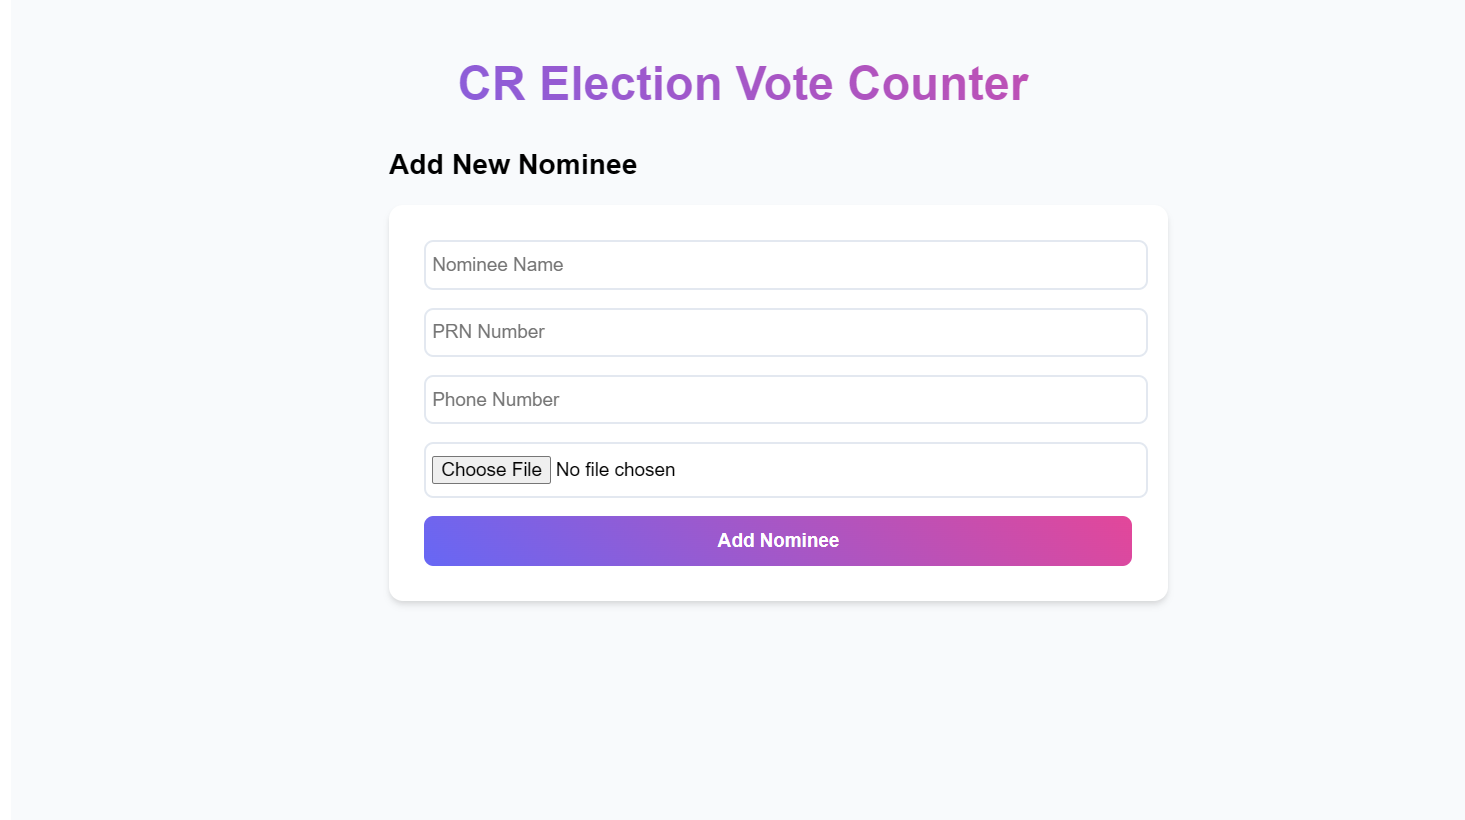 CR Election Vote Counter
Add New Nominee
Nominee Name
PRN Number
Phone Number
Choose File No file chosen
Add Nominee